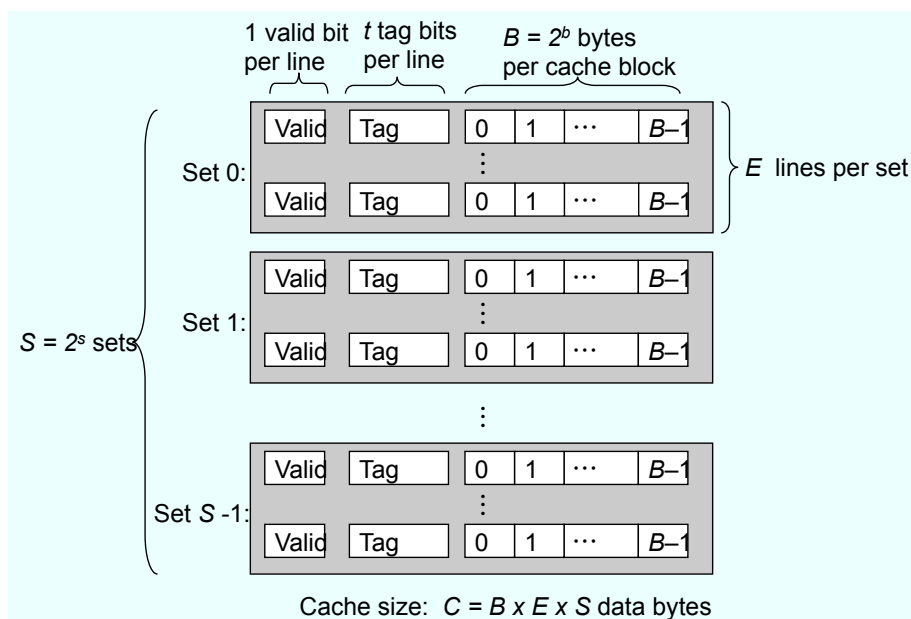 1 valid bit per line
t tag bits per line
B = 2ᵇ bytes per cache block
Valid Tag 0 1 ··· B–1
Set 0:
⋮
E lines per set
Valid Tag 0 1 ··· B–1
Valid Tag 0 1 ··· B–1
Set 1:
⋮
S = 2ˢ sets
Valid Tag 0 1 ··· B–1
⋮
Valid Tag 0 1 ··· B–1
Set S -1:
⋮
Valid Tag 0 1 ··· B–1
Cache size: C = B x E x S data bytes